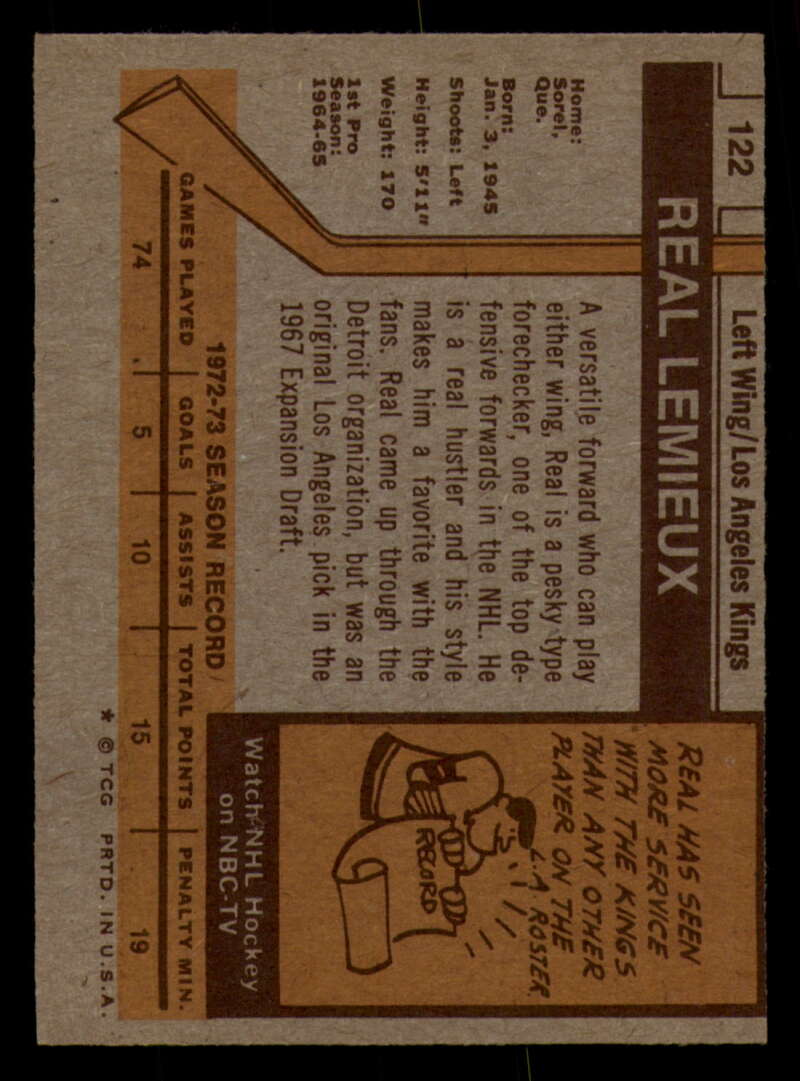 122
Left Wing/Los Angeles Kings
REAL LEMIEUX
Home:
Sorel,
Que.
Born:
Jan. 3, 1945
Shoots: Left
Height: 5'11"
Weight: 170
1st Pro
Season:
1964-65
A versatile forward who can play
either wing, Real is a pesky type
forechecker, one of the top de-
fensive forwards in the NHL. He
is a real hustler and his style
makes him a favorite with the
fans. Real came up through the
Detroit organization, but was an
original Los Angeles pick in the
1967 Expansion Draft.
REAL HAS SEEN
MORE SERVICE
WITH THE KINGS
THAN ANY OTHER
PLAYER ON THE
L.A. ROSTER.
RECORD
Watch NHL Hockey
on NBC-TV
1972-73 SEASON RECORD
GAMES PLAYED GOALS ASSISTS TOTAL POINTS PENALTY MIN.
74 5 10 15 19
* © TCG PRTD. IN U.S.A.